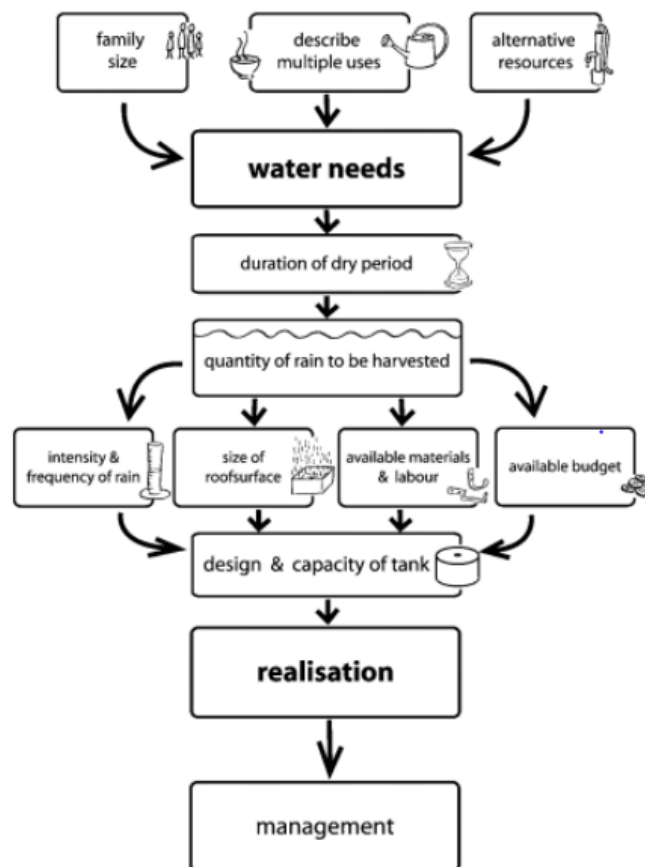 family
size
describe
multiple uses
alternative
resources
water needs
duration of dry period
quantity of rain to be harvested
intensity &
frequency of rain
size of
roofsurface
available materials
& labour
available budget
design & capacity of tank
realisation
management